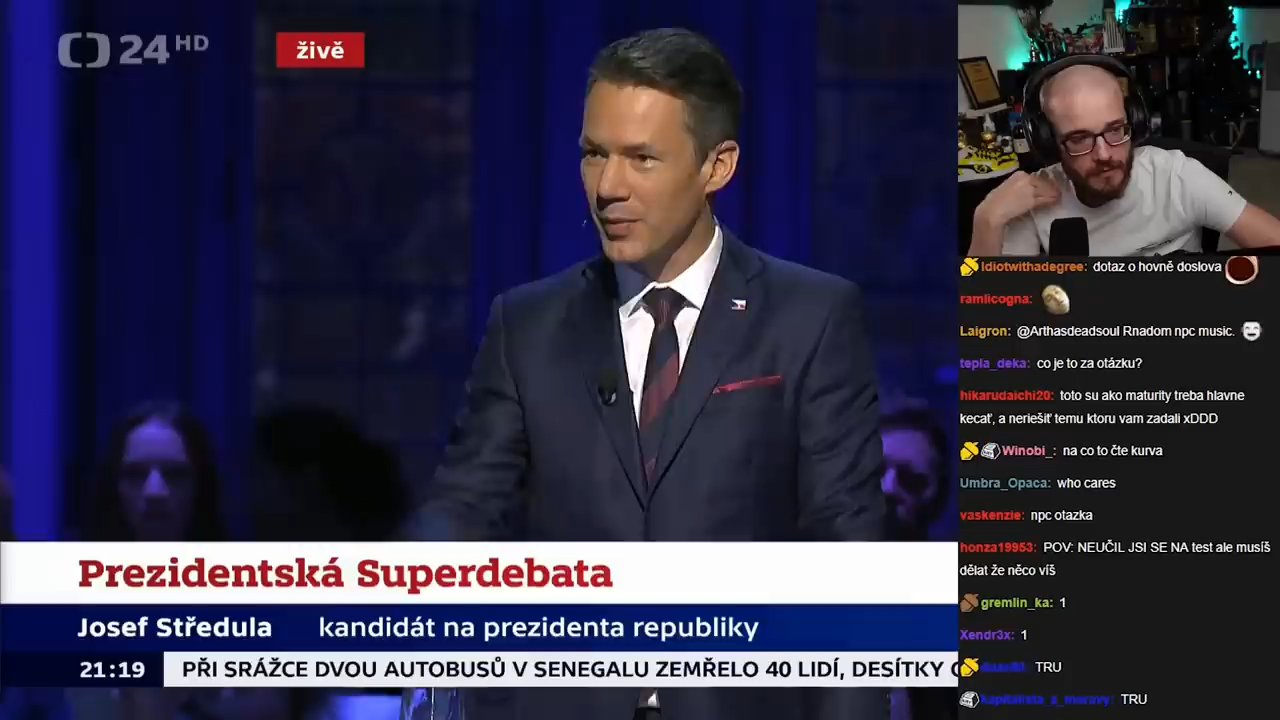 24 HD
živě
Prezidentská Superdebata
Josef Středula kandidát na prezidenta republiky
21:19 PŘI SRÁŽCE DVOU AUTOBUSŮ V SENEGALU ZEMŘELO 40 LIDÍ, DESÍTKY
Idiotwithadegree: dotaz o hovně doslova
ramlicogna:
Laigron: @Arthasdeadsoul Rnadom npc music.
tepla_deka: co je to za otázku?
hikarudaichi20: toto su ako maturity treba hlavne
kecať, a neriešiť temu ktoru vam zadali xDDD
Winobi_: na co to čte kurva
Umbra_Opaca: who cares
vaskenzie: npc otazka
honza19953: POV: NEUČIL JSI SE NA test ale musíš
dělat že něco víš
gremlin_ka: 1
Xendr3x: 1
TRU
kapitalista_z_moravy: TRU